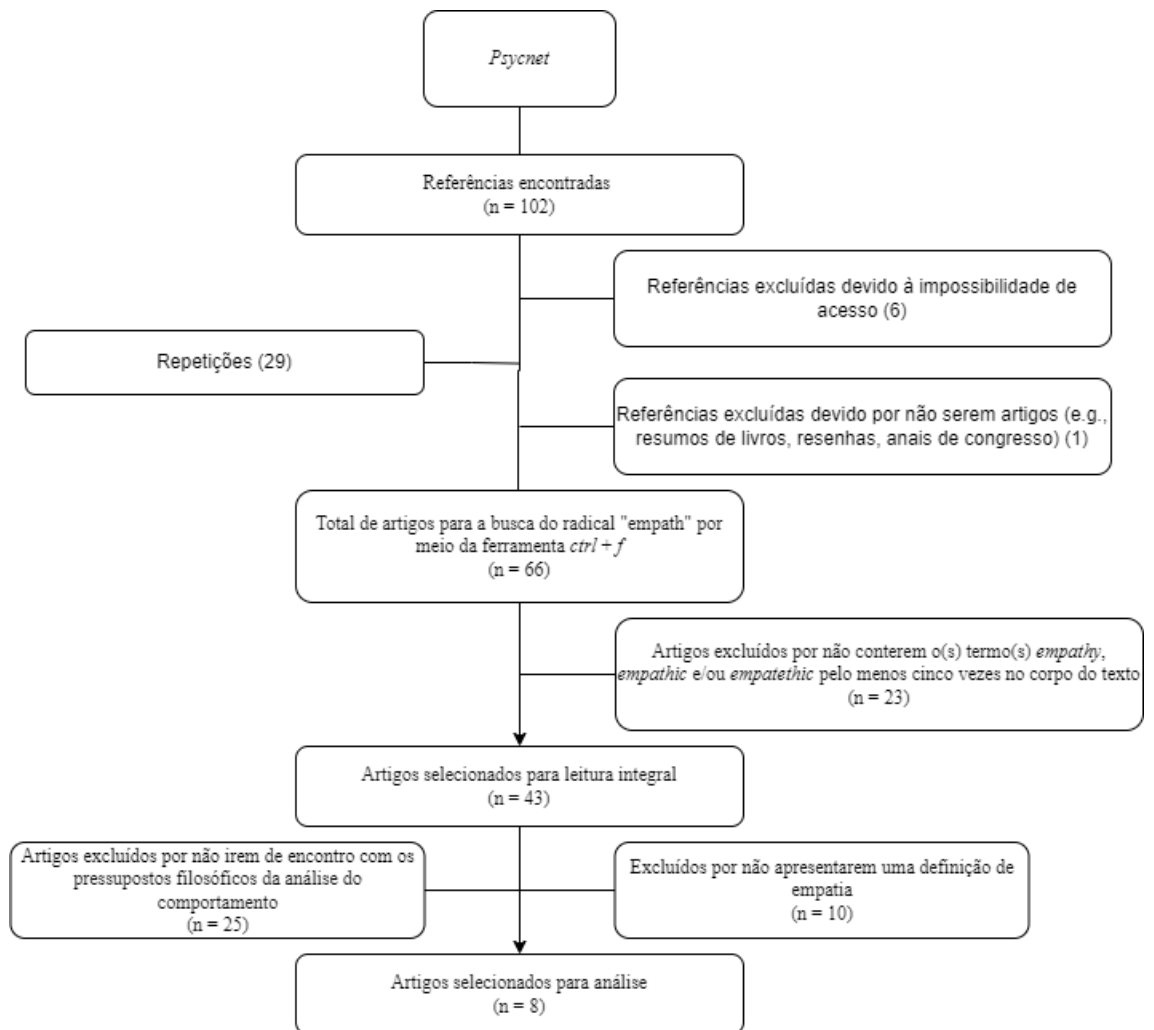 Psycnet
Referências encontradas
(n = 102)
Referências excluídas devido à impossibilidade de
acesso (6)
Repetições (29)
Referências excluídas devido por não serem artigos (e.g.,
resumos de livros, resenhas, anais de congresso) (1)
Total de artigos para a busca do radical "empath" por
meio da ferramenta ctrl + f
(n = 66)
Artigos excluídos por não conterem o(s) termo(s) empathy,
empathic e/ou empatethic pelo menos cinco vezes no corpo do texto
(n = 23)
Artigos selecionados para leitura integral
(n = 43)
Artigos excluídos por não irem de encontro com os
pressupostos filosóficos da análise do
comportamento
(n = 25)
Excluídos por não apresentarem uma definição de
empatia
(n = 10)
Artigos selecionados para análise
(n = 8)